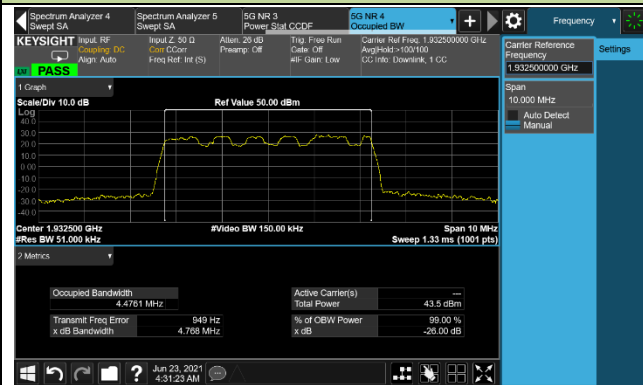 Spectrum Analyzer 4 Spectrum Analyzer 5 5G NR 3 5G NR 4 Frequency
Swept SA Swept SA Power Stat CCDF Occupied BW
KEYSIGHT Input: RF Input Z: 50 Ω Atten: 26 dB Trig: Free Run Carrier Ref Freq: 1.932500000 GHz
Coupling: DC Corr CCorr Preamp: Off Gate: Off Avg|Hold:>100/100
Align: Auto Freq Ref: Int (S) #IF Gain: Low CC Info: Downlink, 1 CC
PASS
Carrier Reference
Frequency
1.932500000 GHz
Settings
Span
10.000 MHz
Auto Detect
Manual
1 Graph
Scale/Div 10.0 dB Ref Value 50.00 dBm
Log
40.0
30.0
20.0
10.0
0.00
-10.0
-20.0
-30.0
-40.0
Center 1.932500 GHz #Video BW 150.00 kHz Span 10 MHz
#Res BW 51.000 kHz Sweep 1.33 ms (1001 pts)
2 Metrics
Occupied Bandwidth Active Carrier(s) ---
4.4761 MHz Total Power 43.5 dBm
Transmit Freq Error 949 Hz % of OBW Power 99.00 %
x dB Bandwidth 4.768 MHz x dB -26.00 dB
? Jun 23, 2021
4:31:23 AM